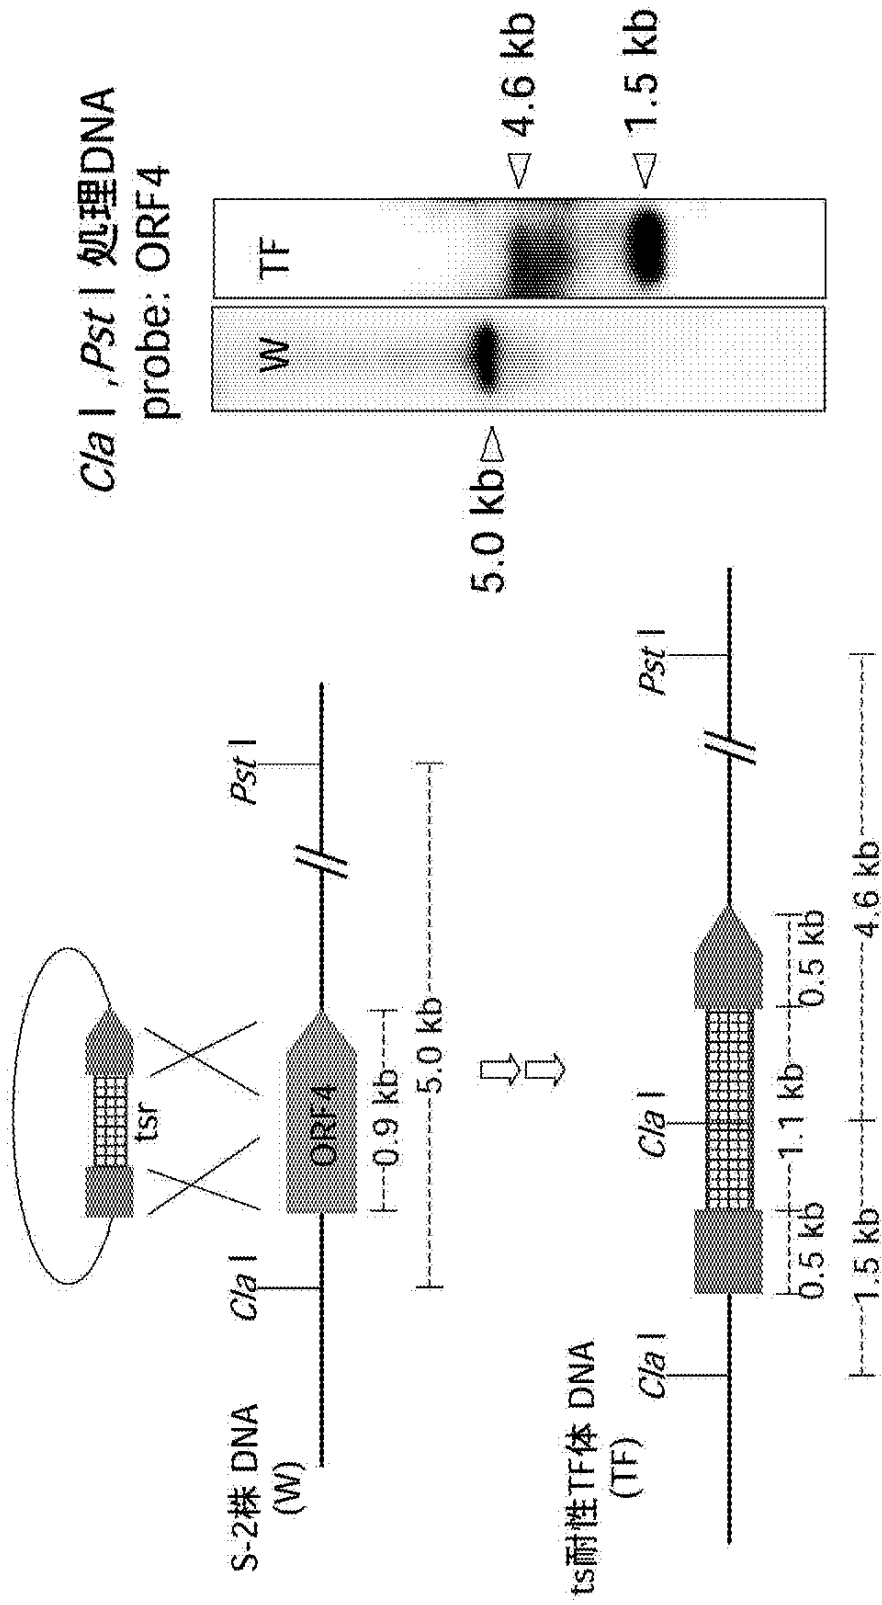 S-2株 DNA
(W)
Cla I
Pst I
tsr
ORF4
0.9 kb
5.0 kb
ts耐性TF体 DNA
(TF)
Cla I
Cla I
Pst I
0.5 kb
1.1 kb
0.5 kb
1.5 kb
4.6 kb
Cla I ,Pst I 処理DNA
probe: ORF4
W
TF
5.0 kb
4.6 kb
1.5 kb